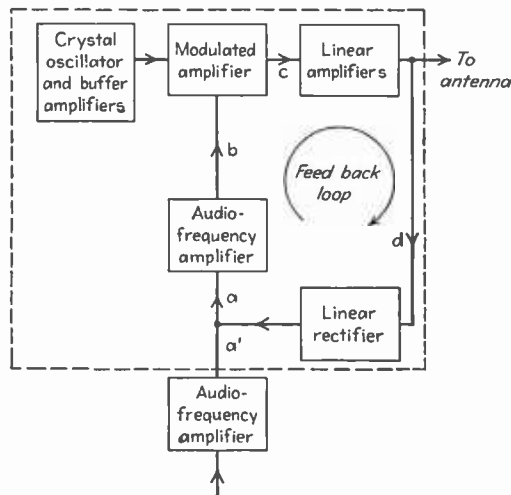 Crystal
oscillator
and buffer
amplifiers
Modulated
amplifier
c
Linear
amplifiers
To
antenna
b
Feed back
loop
Audio-
frequency
amplifier
d
a
Linear
rectifier
a'
Audio-
frequency
amplifier